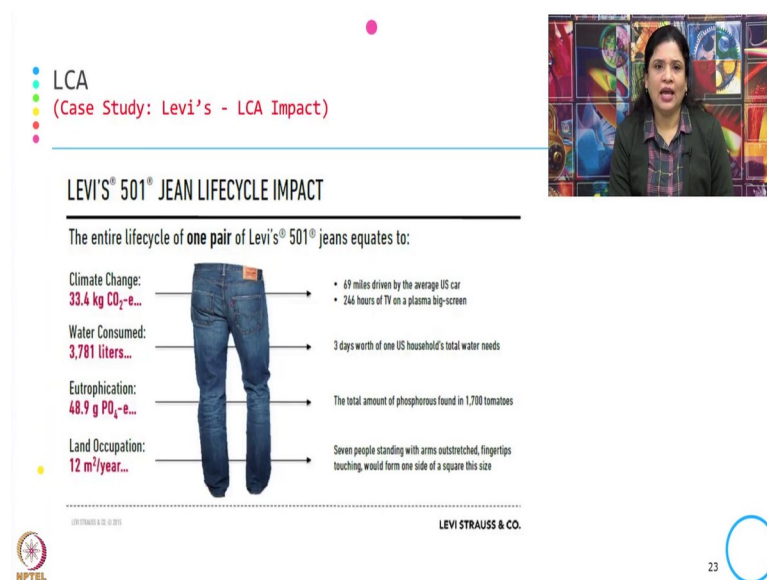 LCA
(Case Study: Levi's - LCA Impact)
LEVI'S® 501® JEAN LIFECYCLE IMPACT
The entire lifecycle of one pair of Levi's® 501® jeans equates to:
Climate Change:
33.4 kg CO₂-e...
• 69 miles driven by the average US car
• 246 hours of TV on a plasma big-screen
Water Consumed:
3,781 liters...
3 days worth of one US household's total water needs
Eutrophication:
48.9 g PO₄-e...
The total amount of phosphorous found in 1,700 tomatoes
Land Occupation:
12 m²/year...
Seven people standing with arms outstretched, fingertips
touching, would form one side of a square this size
LEVI STRAUSS & CO. © 2015
LEVI STRAUSS & CO.
NPTEL
23